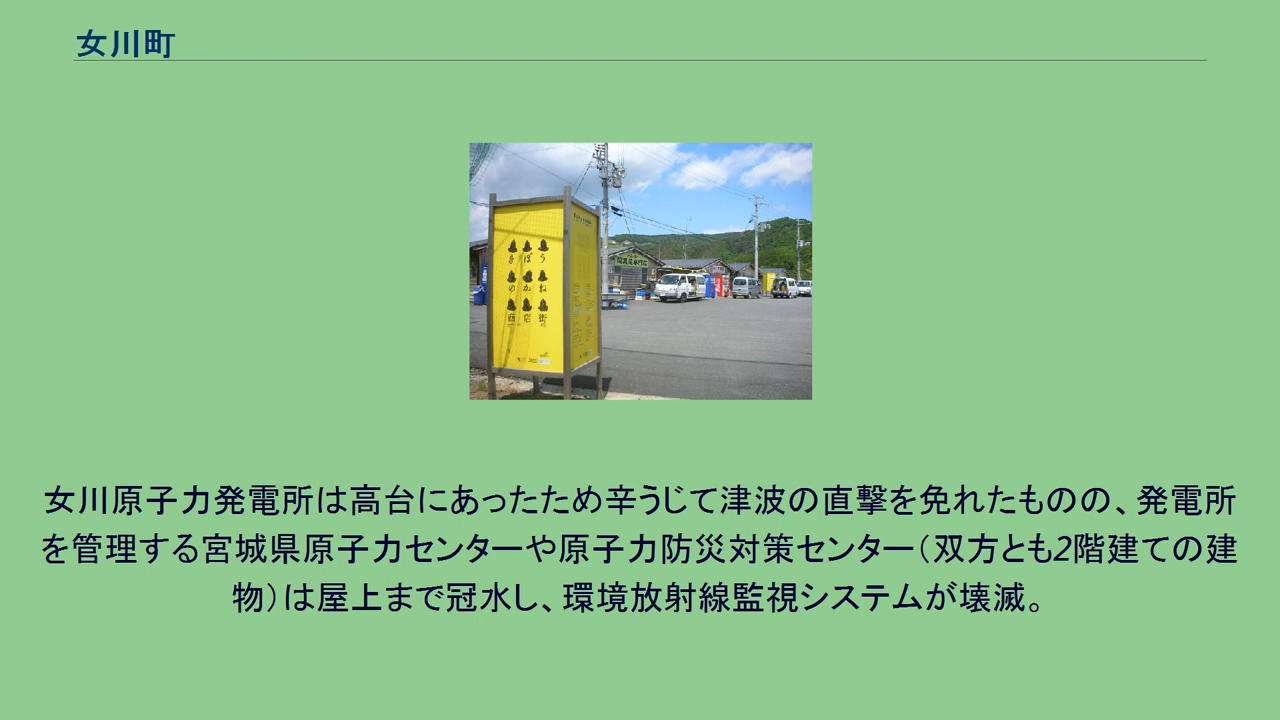 女川町
きぼうの
かね
商店街
女川原子力発電所は高台にあったため辛うじて津波の直撃を免れたものの、発電所
を管理する宮城県原子力センターや原子力防災対策センター（双方とも2階建ての建
物）は屋上まで冠水し、環境放射線監視システムが壊滅。